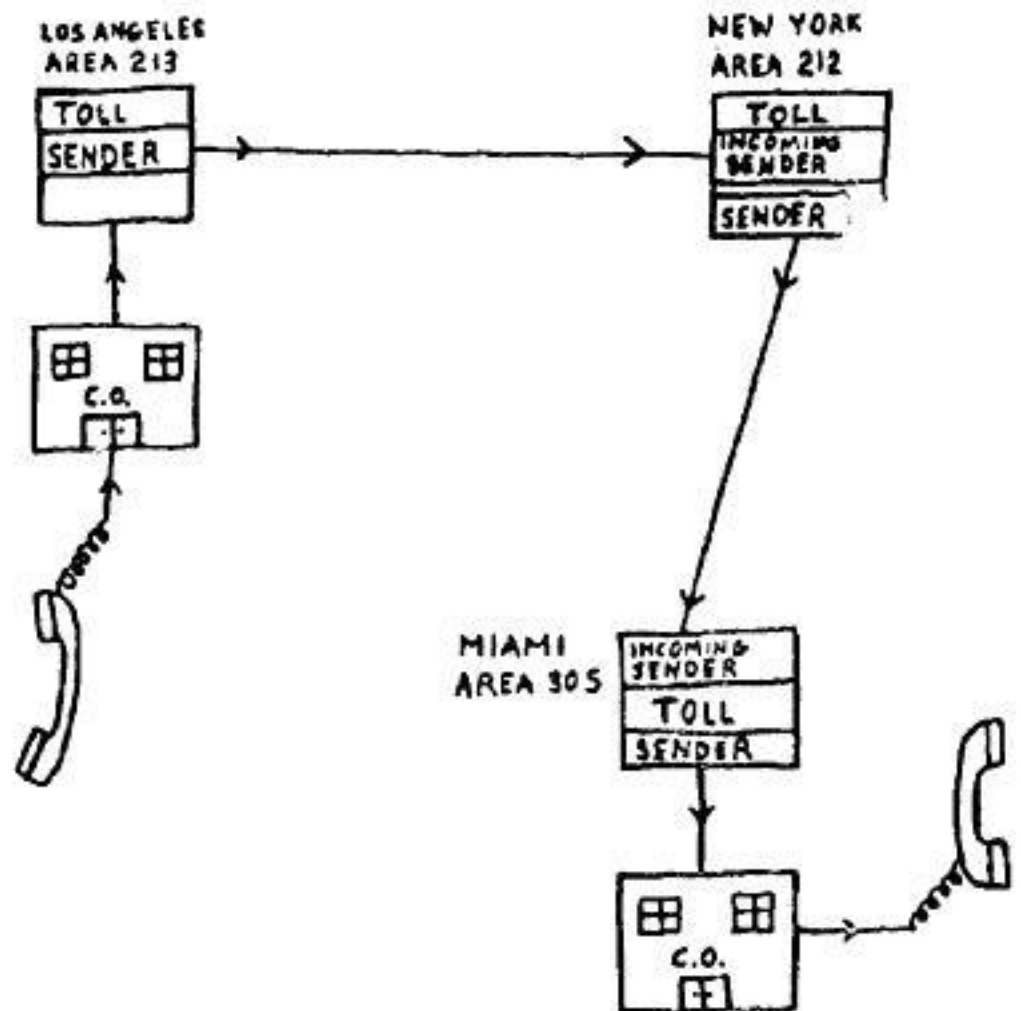 LOS ANGELES
AREA 213
TOLL
SENDER
C.O.
NEW YORK
AREA 212
TOLL
INCOMING
SENDER
SENDER
MIAMI
AREA 305
INCOMING
SENDER
TOLL
SENDER
C.O.